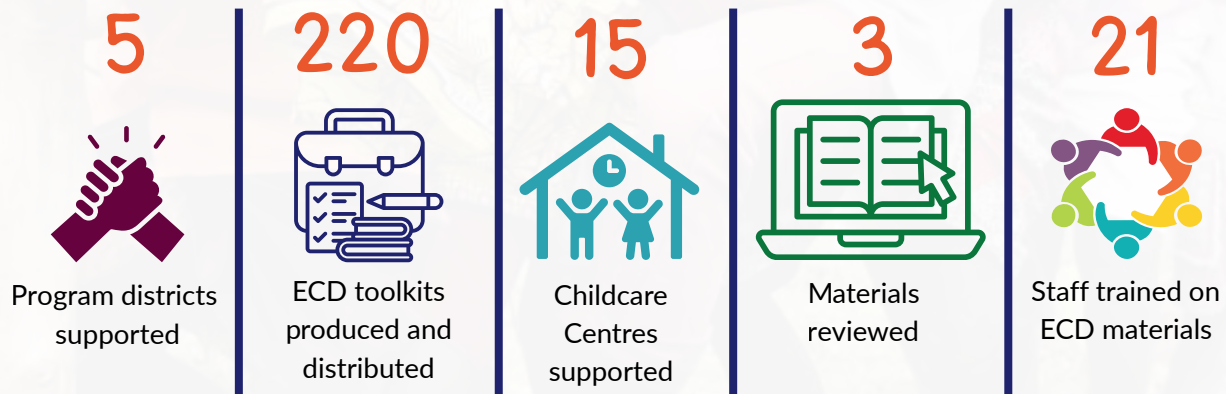 5
Program districts
supported
220
ECD toolkits
produced and
distributed
15
Childcare
Centres
supported
3
Materials
reviewed
21
Staff trained on
ECD materials